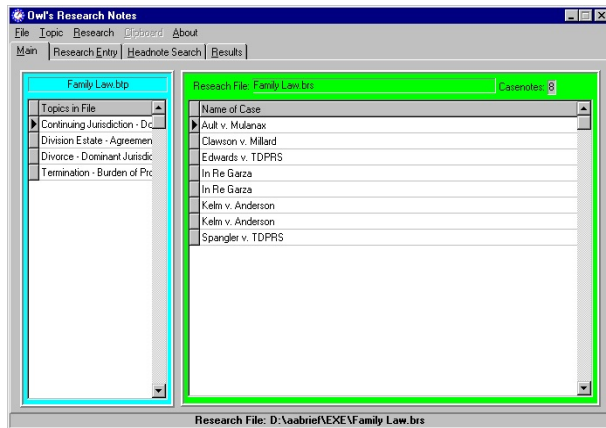 Owl's Research Notes
File Topic Research Clipboard About
Main Research Entry Headnote Search Results
Family Law.btp
Topics in File
Continuing Jurisdiction - Do
Division Estate - Agreemen
Divorce - Dominant Jurisdic
Termination - Burden of Pro
Reseach File: Family Law.brs Casenotes: 8
Name of Case
Ault v. Mulanax
Clawson v. Millard
Edwards v. TDPRS
In Re Garza
In Re Garza
Kelm v. Anderson
Kelm v. Anderson
Spangler v. TDPRS
Research File: D:\aabrief\EXE\Family Law.brs